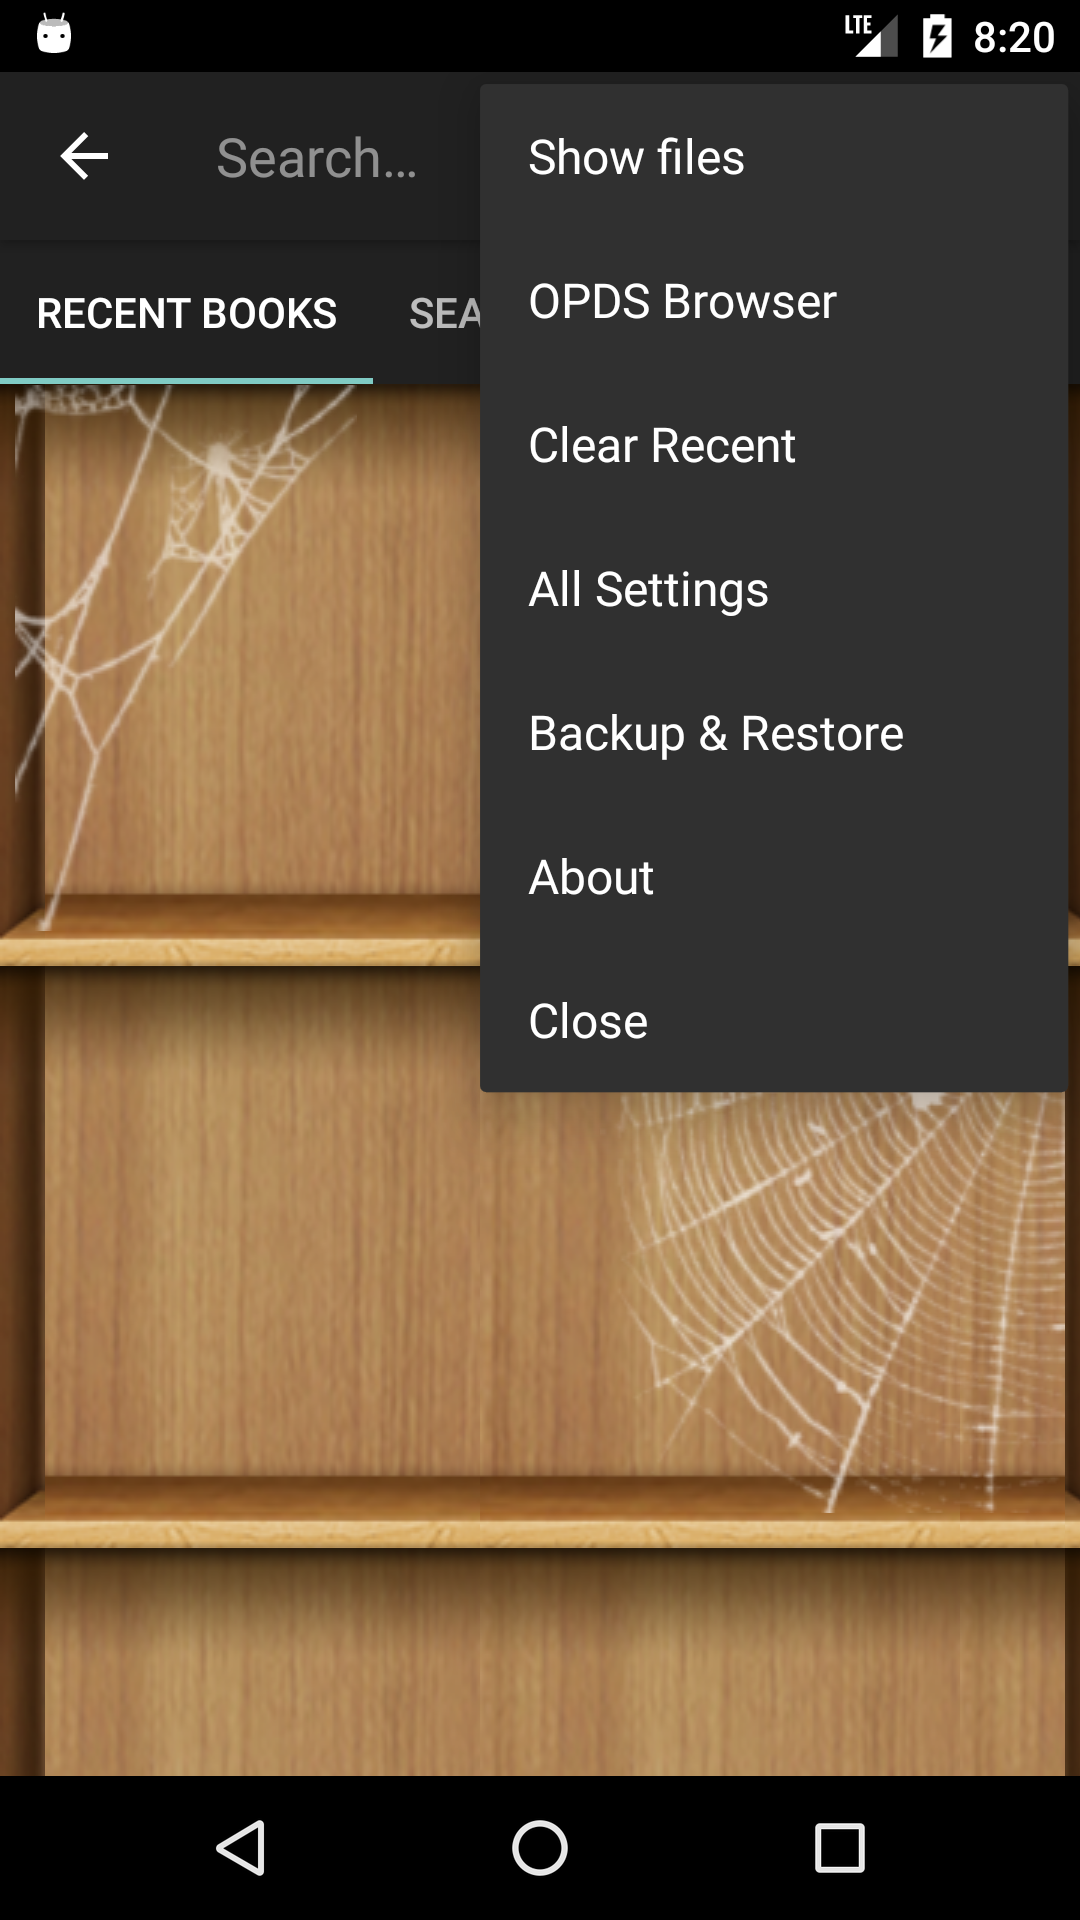 LTE 8:20
Search...
Show files
RECENT BOOKS SEA
OPDS Browser
Clear Recent
All Settings
Backup & Restore
About
Close